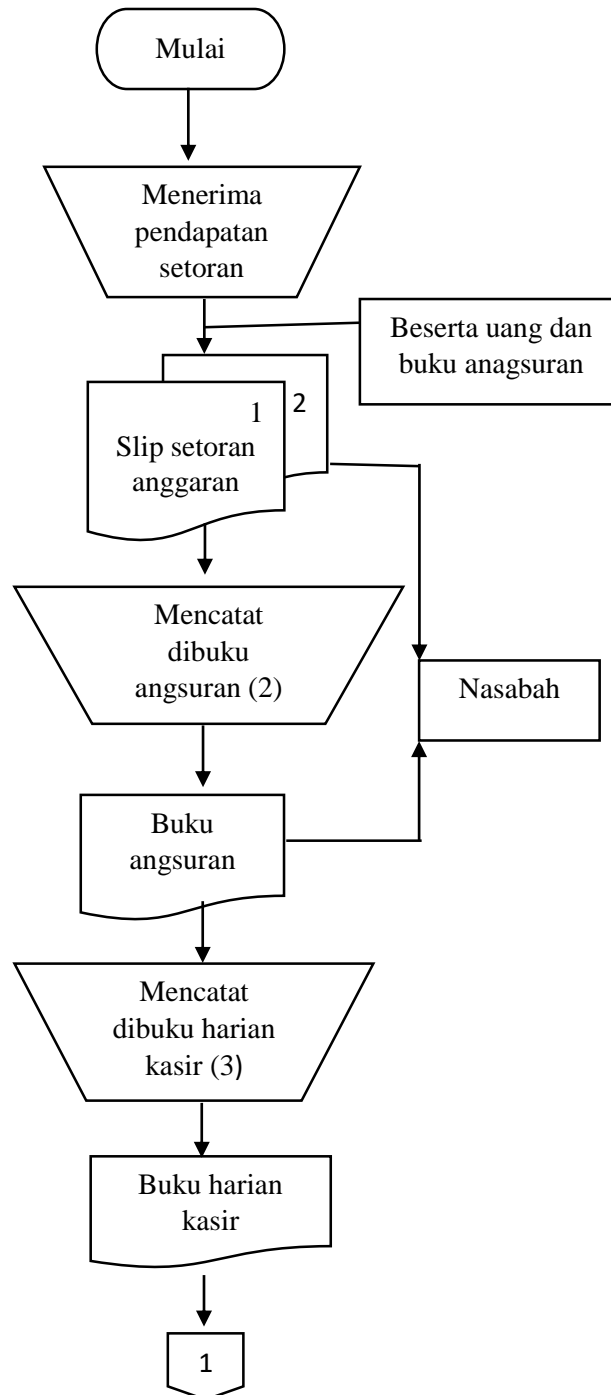 Mulai
Menerima
pendapatan
setoran
Beserta uang dan
buku anagsuran
1
2
Slip setoran
anggaran
Mencatat
dibuku
angsuran (2)
Nasabah
Buku
angsuran
Mencatat
dibuku harian
kasir (3)
Buku harian
kasir
1